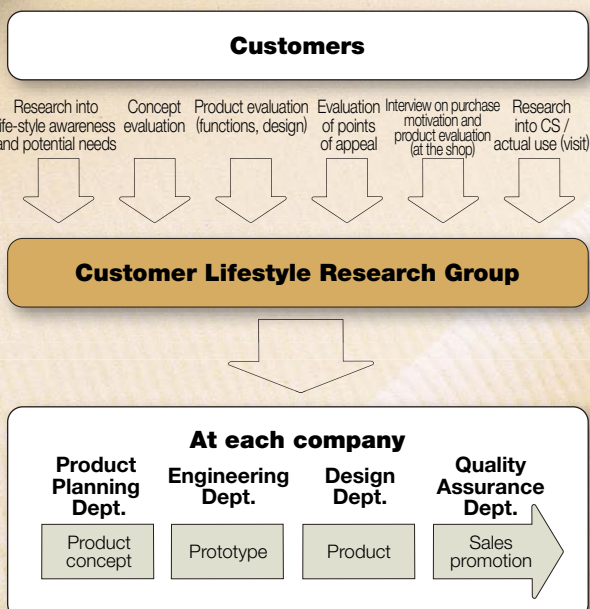 Customers
Research into
life-style awareness
and potential needs
Concept
evaluation
Product evaluation
(functions, design)
Evaluation
of points
of appeal
Interview on purchase
motivation and
product evaluation
(at the shop)
Research
into CS /
actual use (visit)
Customer Lifestyle Research Group
At each company
Product
Planning
Dept.
Engineering
Dept.
Design
Dept.
Quality
Assurance
Dept.
Product
concept
Prototype
Product
Sales
promotion